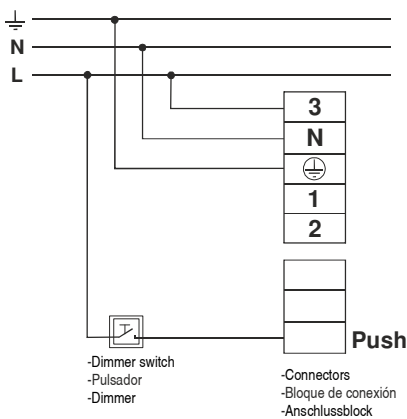 N
L
3
N
1
2
Push
-Dimmer switch
-Pulsador
-Dimmer
-Connectors
-Bloque de conexión
-Anschlussblock